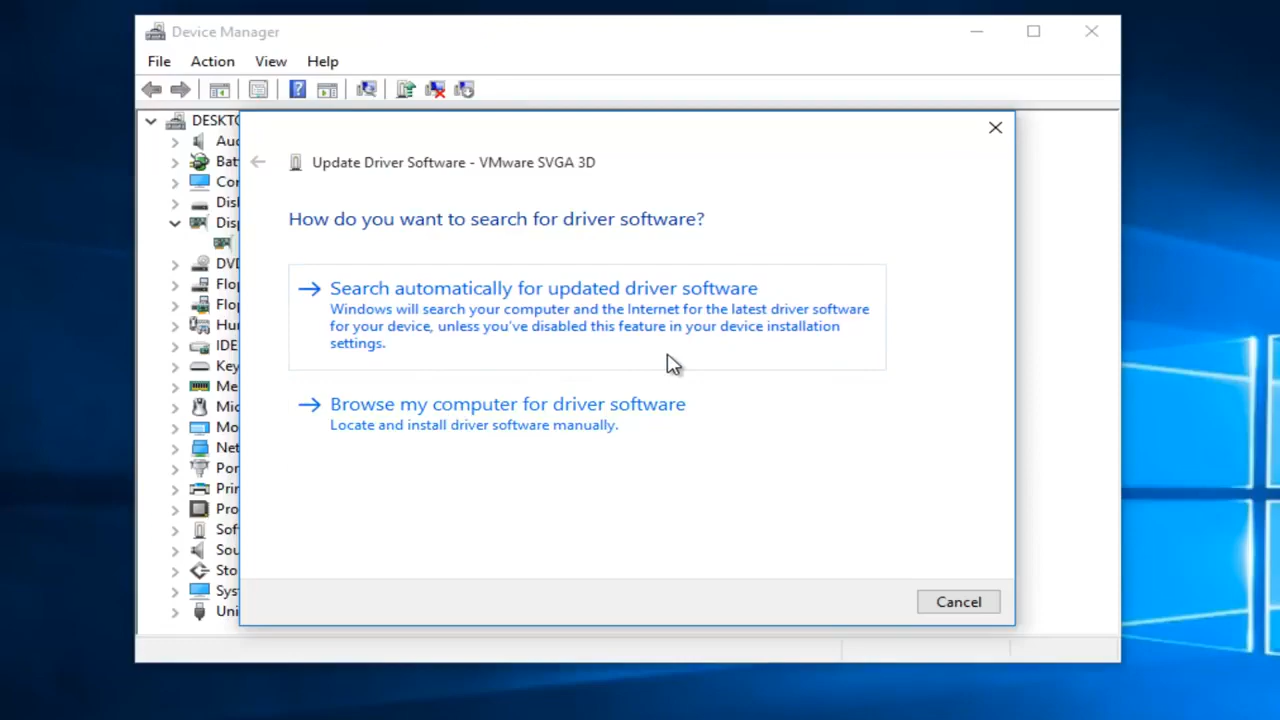 Device Manager
File Action View Help
DESKTO
Aud
Bat
Cor
Disl
Disp
DVD
Flo
Flo
Hu
IDE
Key
Me
Mic
Mo
Net
Por
Prin
Pro
Sof
Sou
Sto
Sys
Uni
Update Driver Software - VMware SVGA 3D
How do you want to search for driver software?
Search automatically for updated driver software
Windows will search your computer and the Internet for the latest driver software
for your device, unless you've disabled this feature in your device installation
settings.
Browse my computer for driver software
Locate and install driver software manually.
Cancel